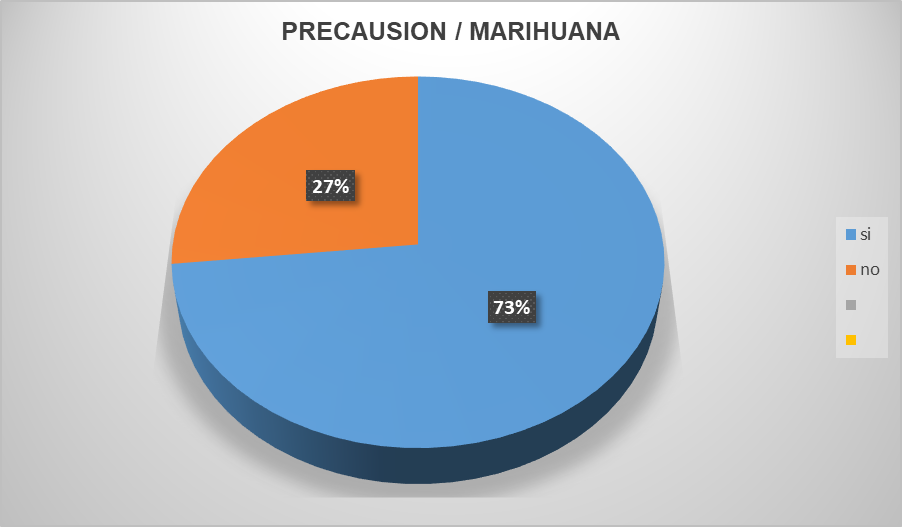 PRECAUSION / MARIHUANA
27%
73%
si
no